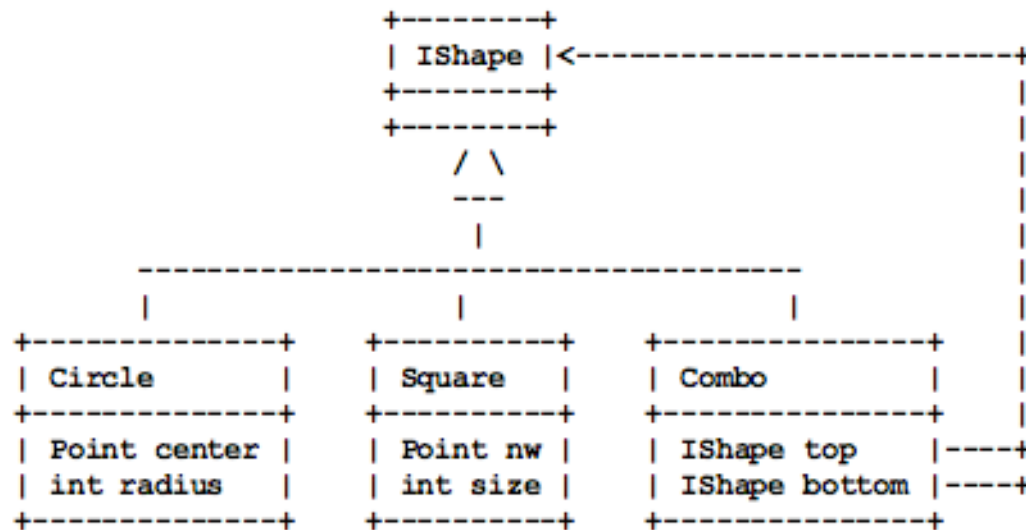 +--------+
| IShape |<-------------------------+
+--------+                          |
+--------+                          |
/ \                                 |
---                                 |
|                                   |
---------------------------------------   |
|                  |                   |             |
+--------------+    +----------+    +---------------+    |
| Circle       |    | Square   |    | Combo         |    |
+--------------+    +----------+    +---------------+    |
| Point center |    | Point nw |    | IShape top    |----+
| int radius   |    | int size |    | IShape bottom |----+
+--------------+    +----------+    +---------------+